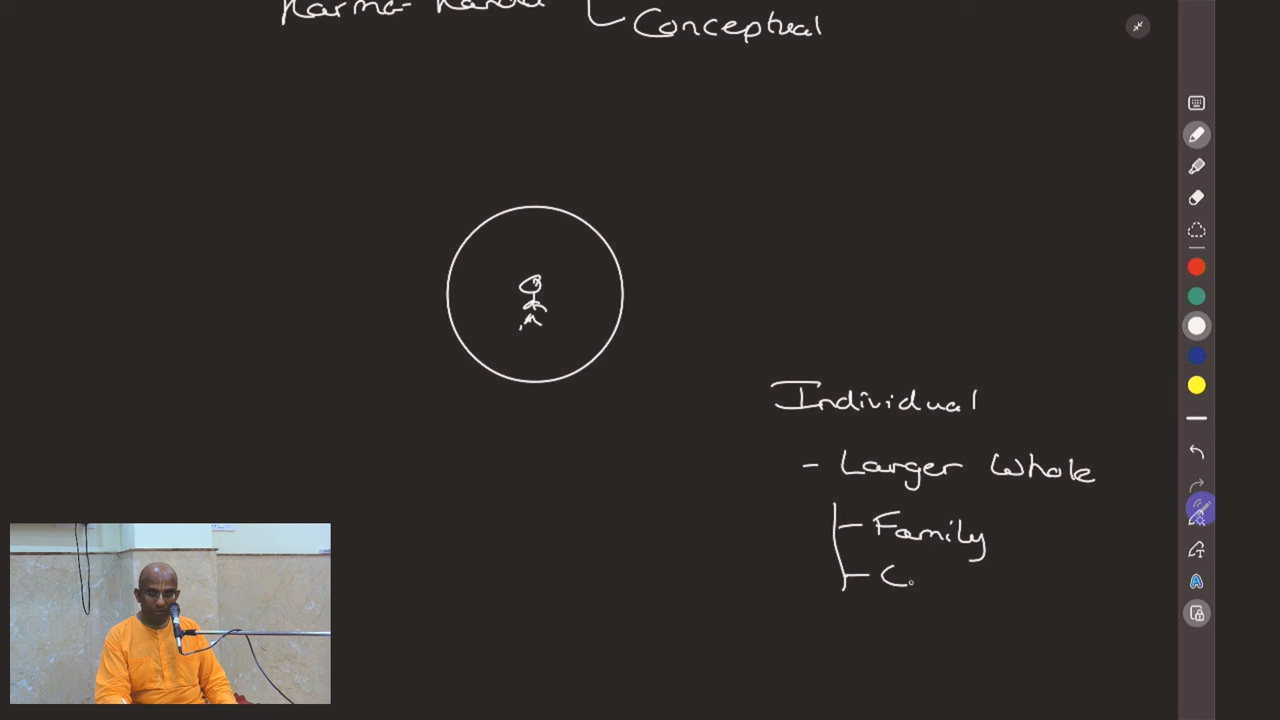 Karma-Kanda
Conceptual
Individual
- Larger Whole
Family
C